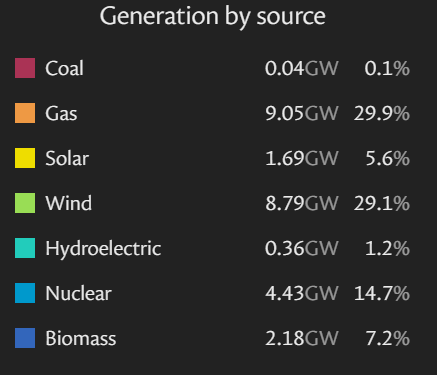 Generation by source
Coal 0.04GW 0.1%
Gas 9.05GW 29.9%
Solar 1.69GW 5.6%
Wind 8.79GW 29.1%
Hydroelectric 0.36GW 1.2%
Nuclear 4.43GW 14.7%
Biomass 2.18GW 7.2%